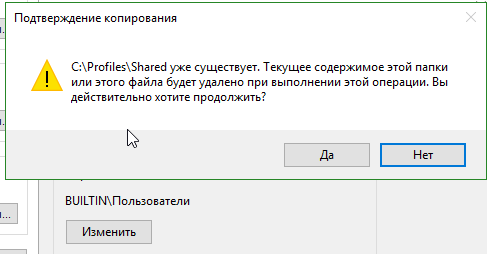 Подтверждение копирования
C:\Profiles\Shared уже существует. Текущее содержимое этой папки
или этого файла будет удалено при выполнении этой операции. Вы
действительно хотите продолжить?
Да
Нет
BUILTIN\Пользователи
Изменить